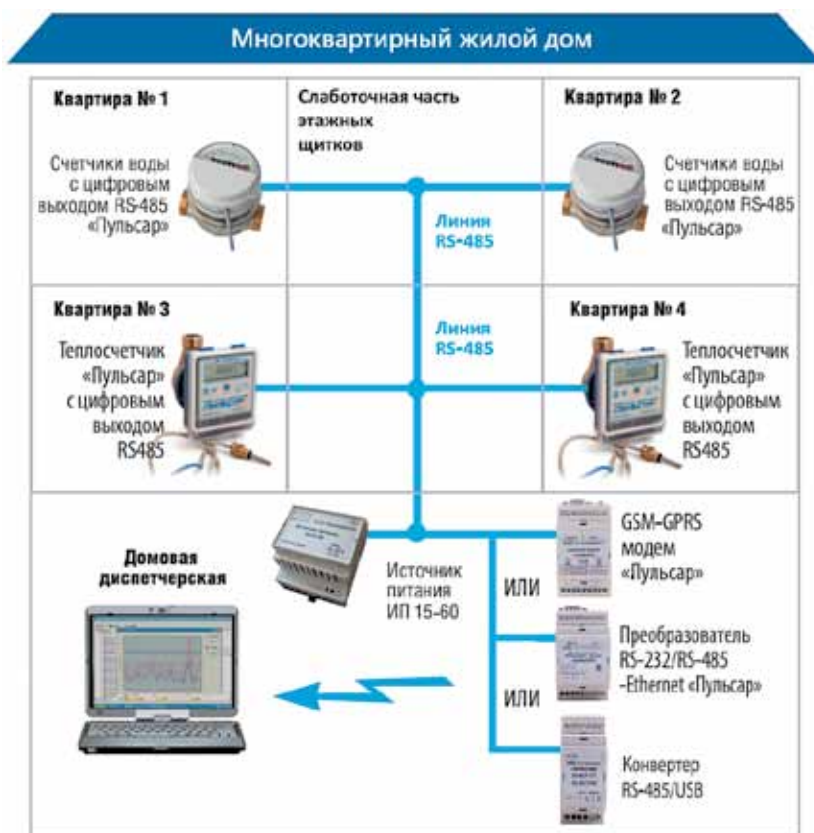 Многоквартирный жилой дом
Квартира № 1
Счетчики воды
с цифровым
выходом RS-485
«Пульсар»
Слаботочная часть
этажных
щитков
Квартира № 2
Счетчики воды
с цифровым
выходом RS-485
«Пульсар»
Линия
RS-485
Квартира № 3
Теплосчетчик
«Пульсар»
с цифровым
выходом
RS485
Линия
RS-485
Квартира № 4
Теплосчетчик
«Пульсар»
с цифровым
выходом
RS485
Домовая
диспетчерская
Источник
питания
ИП 15-60
GSM-GPRS
модем
«Пульсар»
ИЛИ
Преобразователь
RS-232/RS-485
-Ethernet «Пульсар»
ИЛИ
Конвертер
RS-485/USB